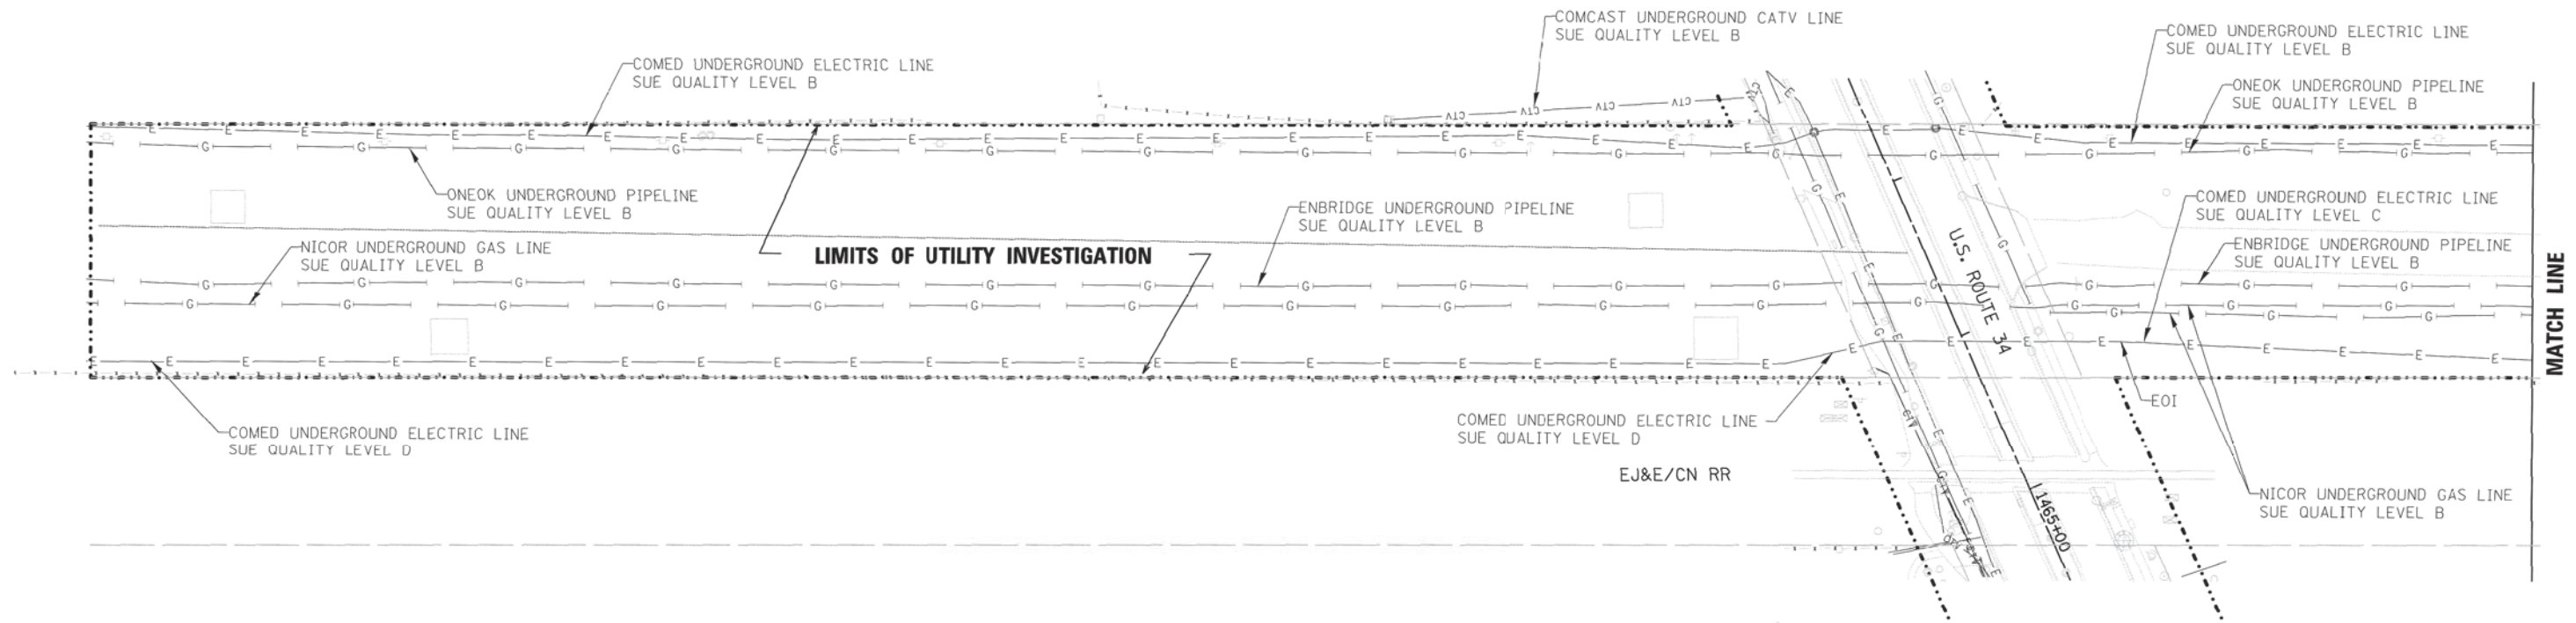 COMCAST UNDERGROUND CATV LINE
SUE QUALITY LEVEL B
COMED UNDERGROUND ELECTRIC LINE
SUE QUALITY LEVEL B
COMED UNDERGROUND ELECTRIC LINE
SUE QUALITY LEVEL B
ONEOK UNDERGROUND PIPELINE
SUE QUALITY LEVEL B
ONEOK UNDERGROUND PIPELINE
SUE QUALITY LEVEL B
COMED UNDERGROUND ELECTRIC LINE
SUE QUALITY LEVEL C
ENBRIDGE UNDERGROUND PIPELINE
SUE QUALITY LEVEL B
NICOR UNDERGROUND GAS LINE
SUE QUALITY LEVEL B
LIMITS OF UTILITY INVESTIGATION
ENBRIDGE UNDERGROUND PIPELINE
SUE QUALITY LEVEL B
U.S. ROUTE 34
MATCH LINE
EOI
COMED UNDERGROUND ELECTRIC LINE
SUE QUALITY LEVEL D
COMED UNDERGROUND ELECTRIC LINE
SUE QUALITY LEVEL D
EJ&E/CN RR
NICOR UNDERGROUND GAS LINE
SUE QUALITY LEVEL B
1465+00